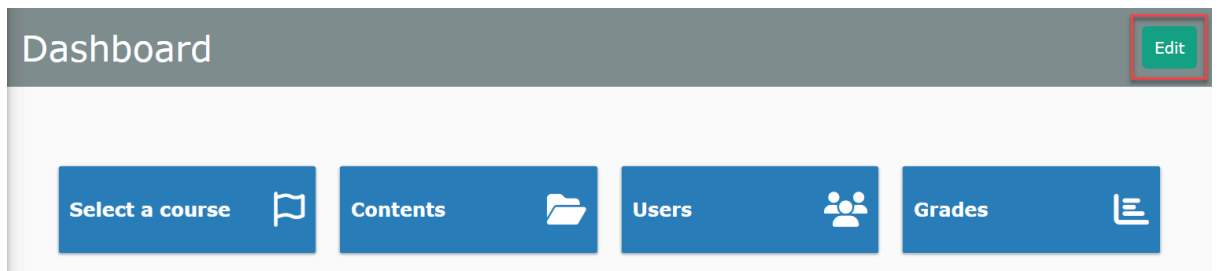 Dashboard
Edit
Select a course
Contents
Users
Grades